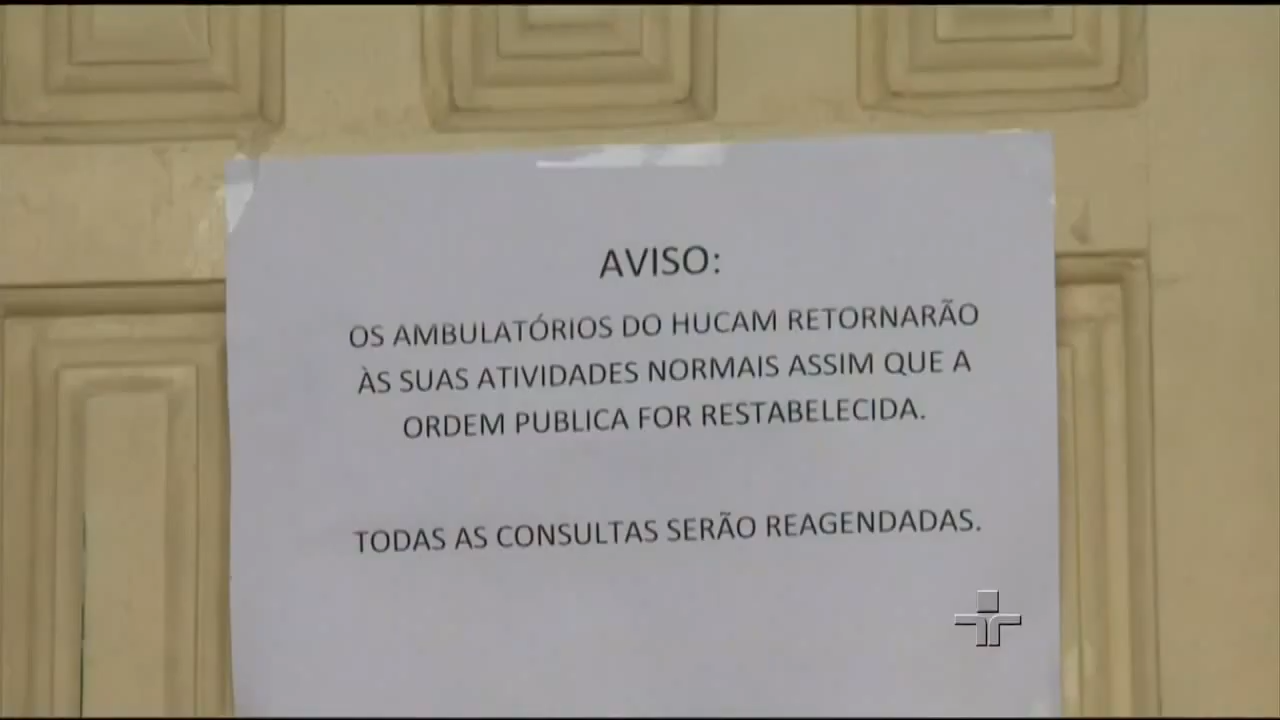 AVISO:
OS AMBULATÓRIOS DO HUCAM RETORNARÃO
ÀS SUAS ATIVIDADES NORMAIS ASSIM QUE A
ORDEM PUBLICA FOR RESTABELECIDA.
TODAS AS CONSULTAS SERÃO REAGENDADAS.